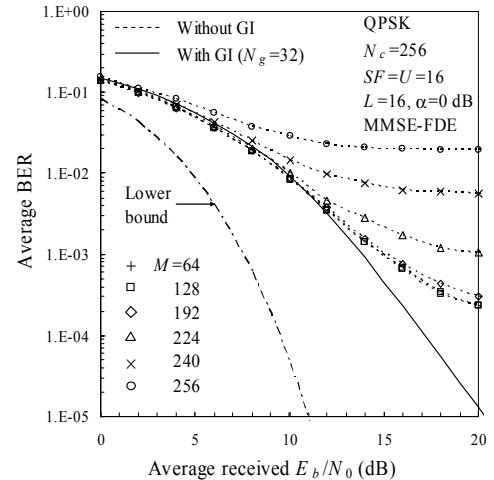 1.E+00
1.E-01
1.E-02
1.E-03
1.E-04
1.E-05
Average BER
Without GI
With GI (N_g=32)
QPSK
N_c=256
SF=U=16
L=16, α=0 dB
MMSE-FDE
Lower
bound
+ M=64
□ 128
◇ 192
△ 224
× 240
○ 256
0 5 10 15 20
Average received E_b/N_0 (dB)